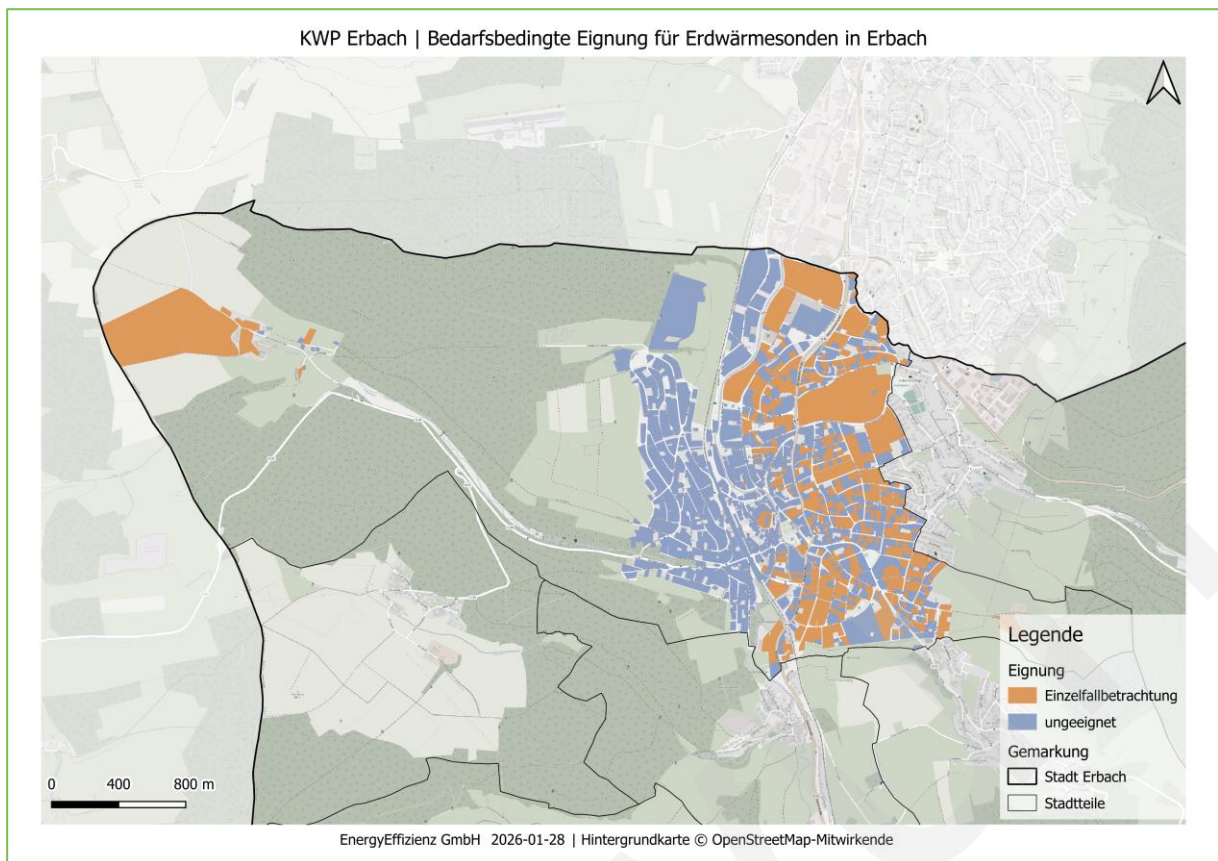 KWP Erbach | Bedarfsbedingte Eignung für Erdwärmesonden in Erbach
Legende
Eignung
Einzelfallbetrachtung
ungeeignet
Gemarkung
Stadt Erbach
Stadtteile
0 400 800 m
EnergyEffizienz GmbH 2026-01-28 | Hintergrundkarte © OpenStreetMap-Mitwirkende